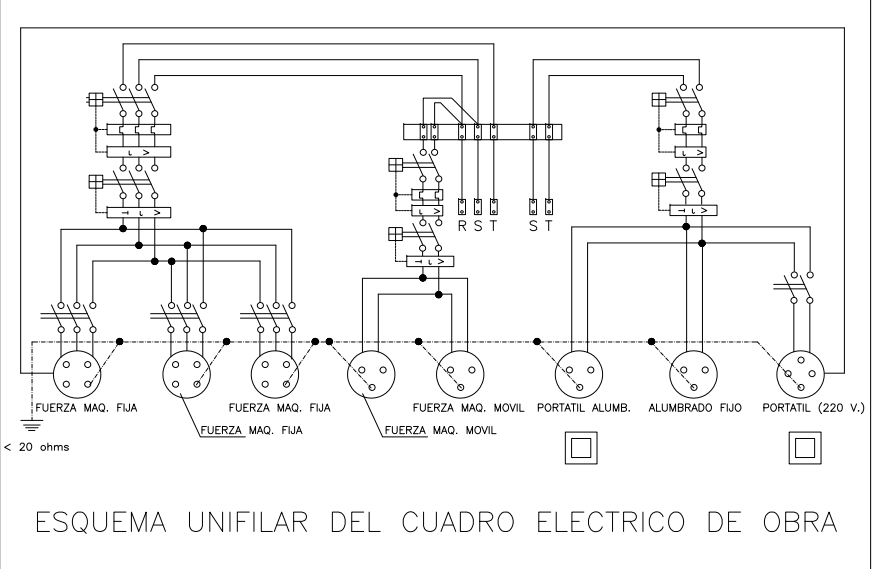 R S T S T
FUERZA MAQ. FIJA
FUERZA MAQ. FIJA
FUERZA MAQ. MOVIL
PORTATIL ALUMB.
ALUMBRADO FIJO
PORTATIL (220 V.)
FUERZA MAQ. FIJA
FUERZA MAQ. MOVIL
< 20 ohms
ESQUEMA UNIFILAR DEL CUADRO ELECTRICO DE OBRA